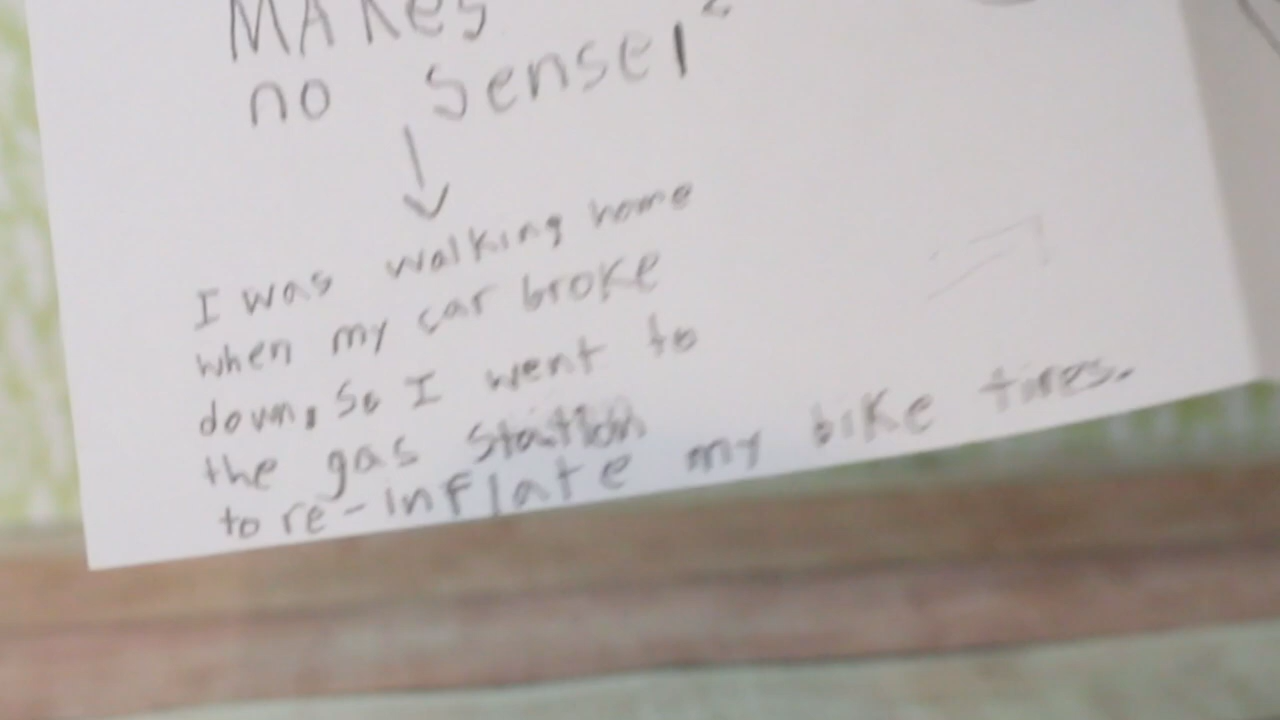 MAKes
no Sense!
I was walking home
when my car broke
down, So I went to
the gas station
to re-inflate my bike tires.